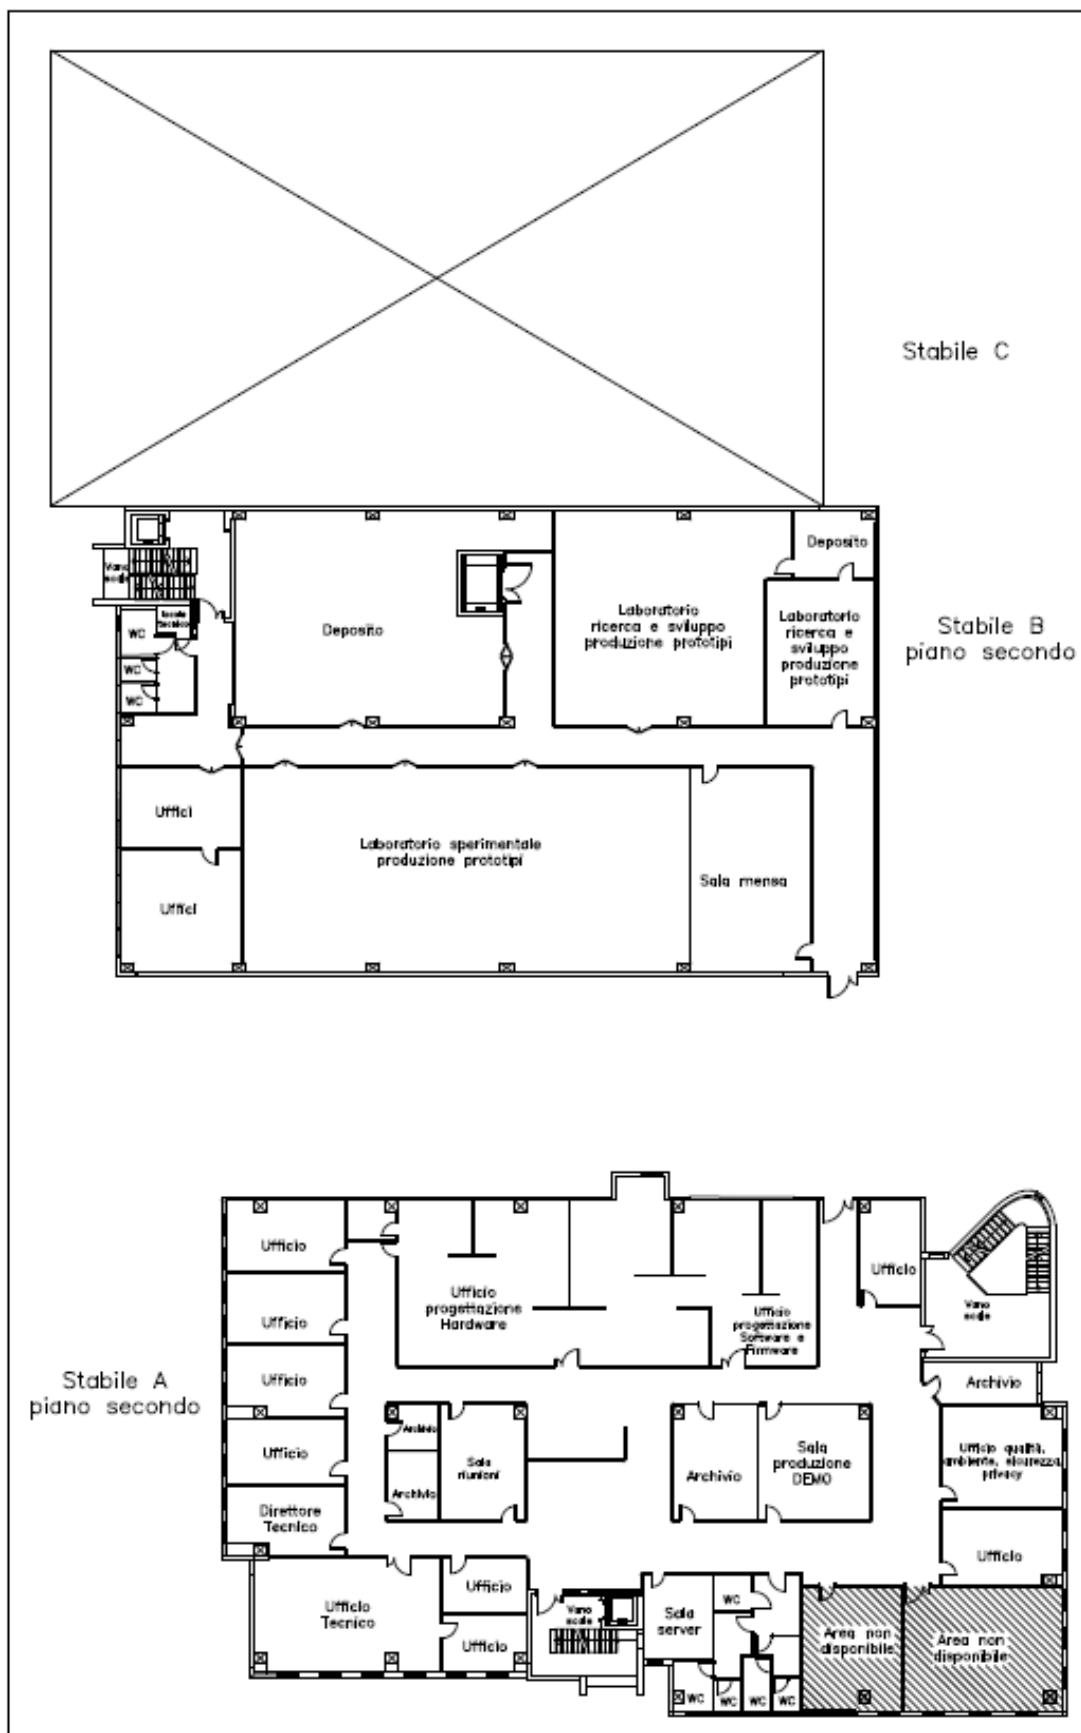 Stabile C
Deposito
Vano
scale
Locale
tecnico
WC
WC
WC
Deposito
Laboratorio
ricerca e sviluppo
produzione prototipi
Laboratorio
ricerca e
sviluppo
produzione
prototipi
Stabile B
piano secondo
Uffici
Uffici
Laboratorio sperimentale
produzione prototipi
Sala mensa
Stabile A
piano secondo
Ufficio
Ufficio
Ufficio
Ufficio
Direttore
Tecnico
Ufficio
Tecnico
Ufficio
Ufficio
Ufficio
progettazione
Hardware
Ufficio
progettazione
Software e
Firmware
Ufficio
Vano
scale
Archivio
Archivio
Archivio
Sala
riunioni
Archivio
Sala
produzione
DEMO
Ufficio qualità,
ambiente, sicurezza,
privacy
Ufficio
Vano
scale
Sala
server
WC
WC
WC
WC
WC
Area non
disponibile
Area non
disponibile